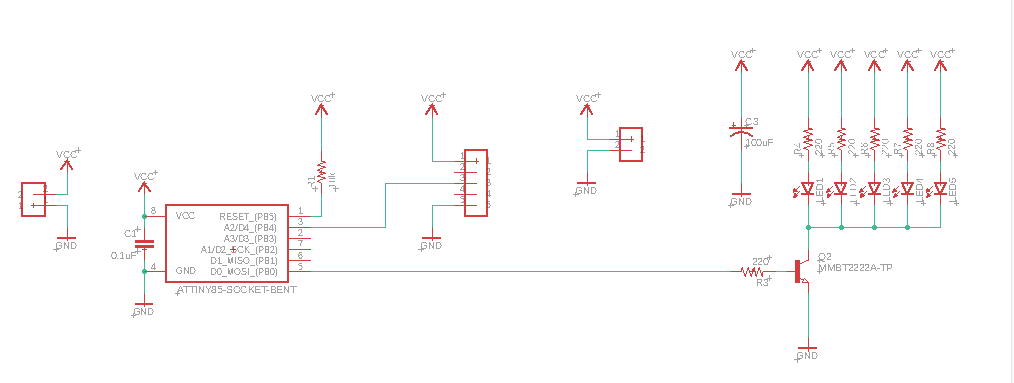 VCC
VCC
VCC
VCC
VCC
VCC
VCC
VCC
VCC
VCC
VCC
C3
100uF
GND
R4
220
R5
220
R6
220
R7
220
R8
220
LED1
LED2
LED3
LED4
LED5
2
1
GND
C1
0.1uF
8
4
GND
VCC
GND
RESET_(PB5)
A2/D4_(PB4)
A3/D3_(PB3)
A1/D2_SCK_(PB2)
D1_MISO_(PB1)
D0_MOSI_(PB0)
1
3
2
7
6
5
ATTINY85-SOCKET-BENT
GND
GND
220
R3
Q2
MMBT2222A-TP
GND